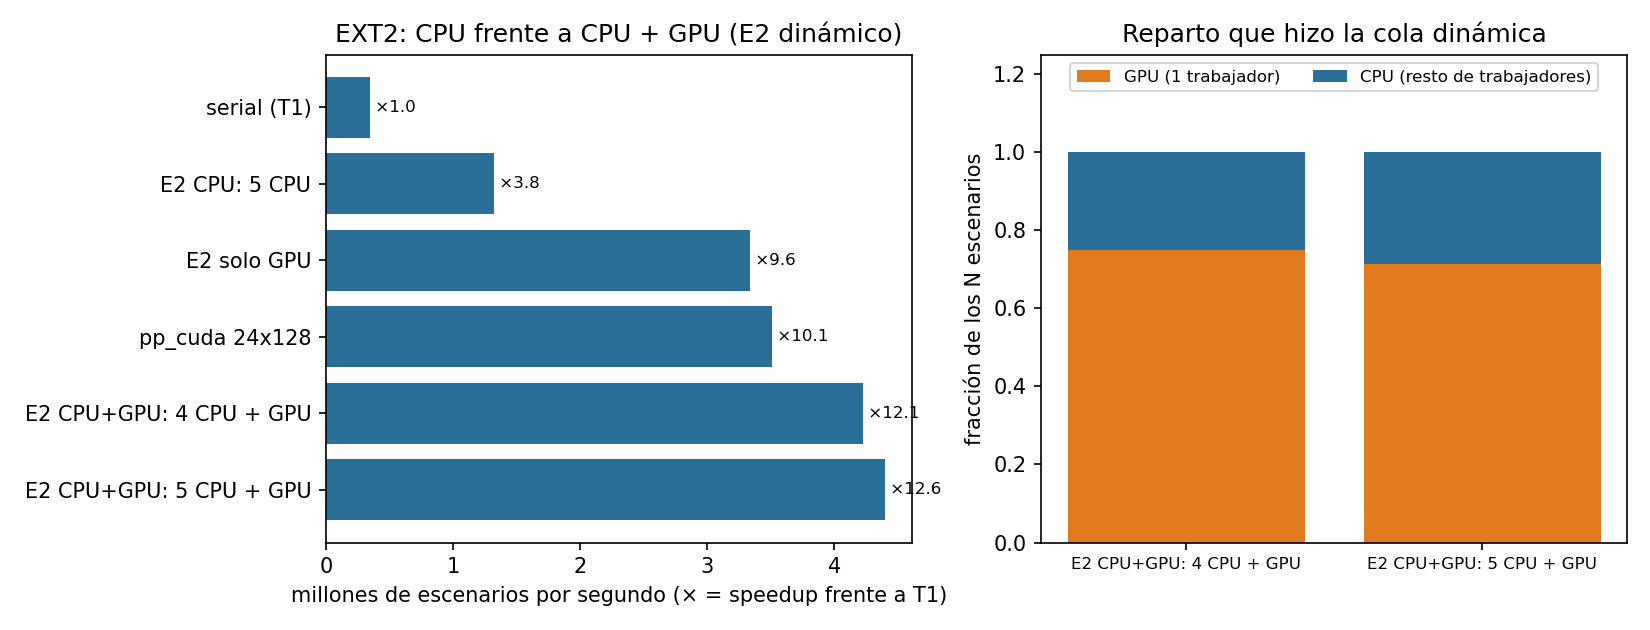 EXT2: CPU frente a CPU + GPU (E2 dinámico)
serial (T1)
×1.0
E2 CPU: 5 CPU
×3.8
E2 solo GPU
×9.6
pp_cuda 24x128
×10.1
E2 CPU+GPU: 4 CPU + GPU
×12.1
E2 CPU+GPU: 5 CPU + GPU
×12.6
0 1 2 3 4
millones de escenarios por segundo (× = speedup frente a T1)
Reparto que hizo la cola dinámica
GPU (1 trabajador) CPU (resto de trabajadores)
fracción de los N escenarios
1.2
1.0
0.8
0.6
0.4
0.2
0.0
E2 CPU+GPU: 4 CPU + GPU E2 CPU+GPU: 5 CPU + GPU